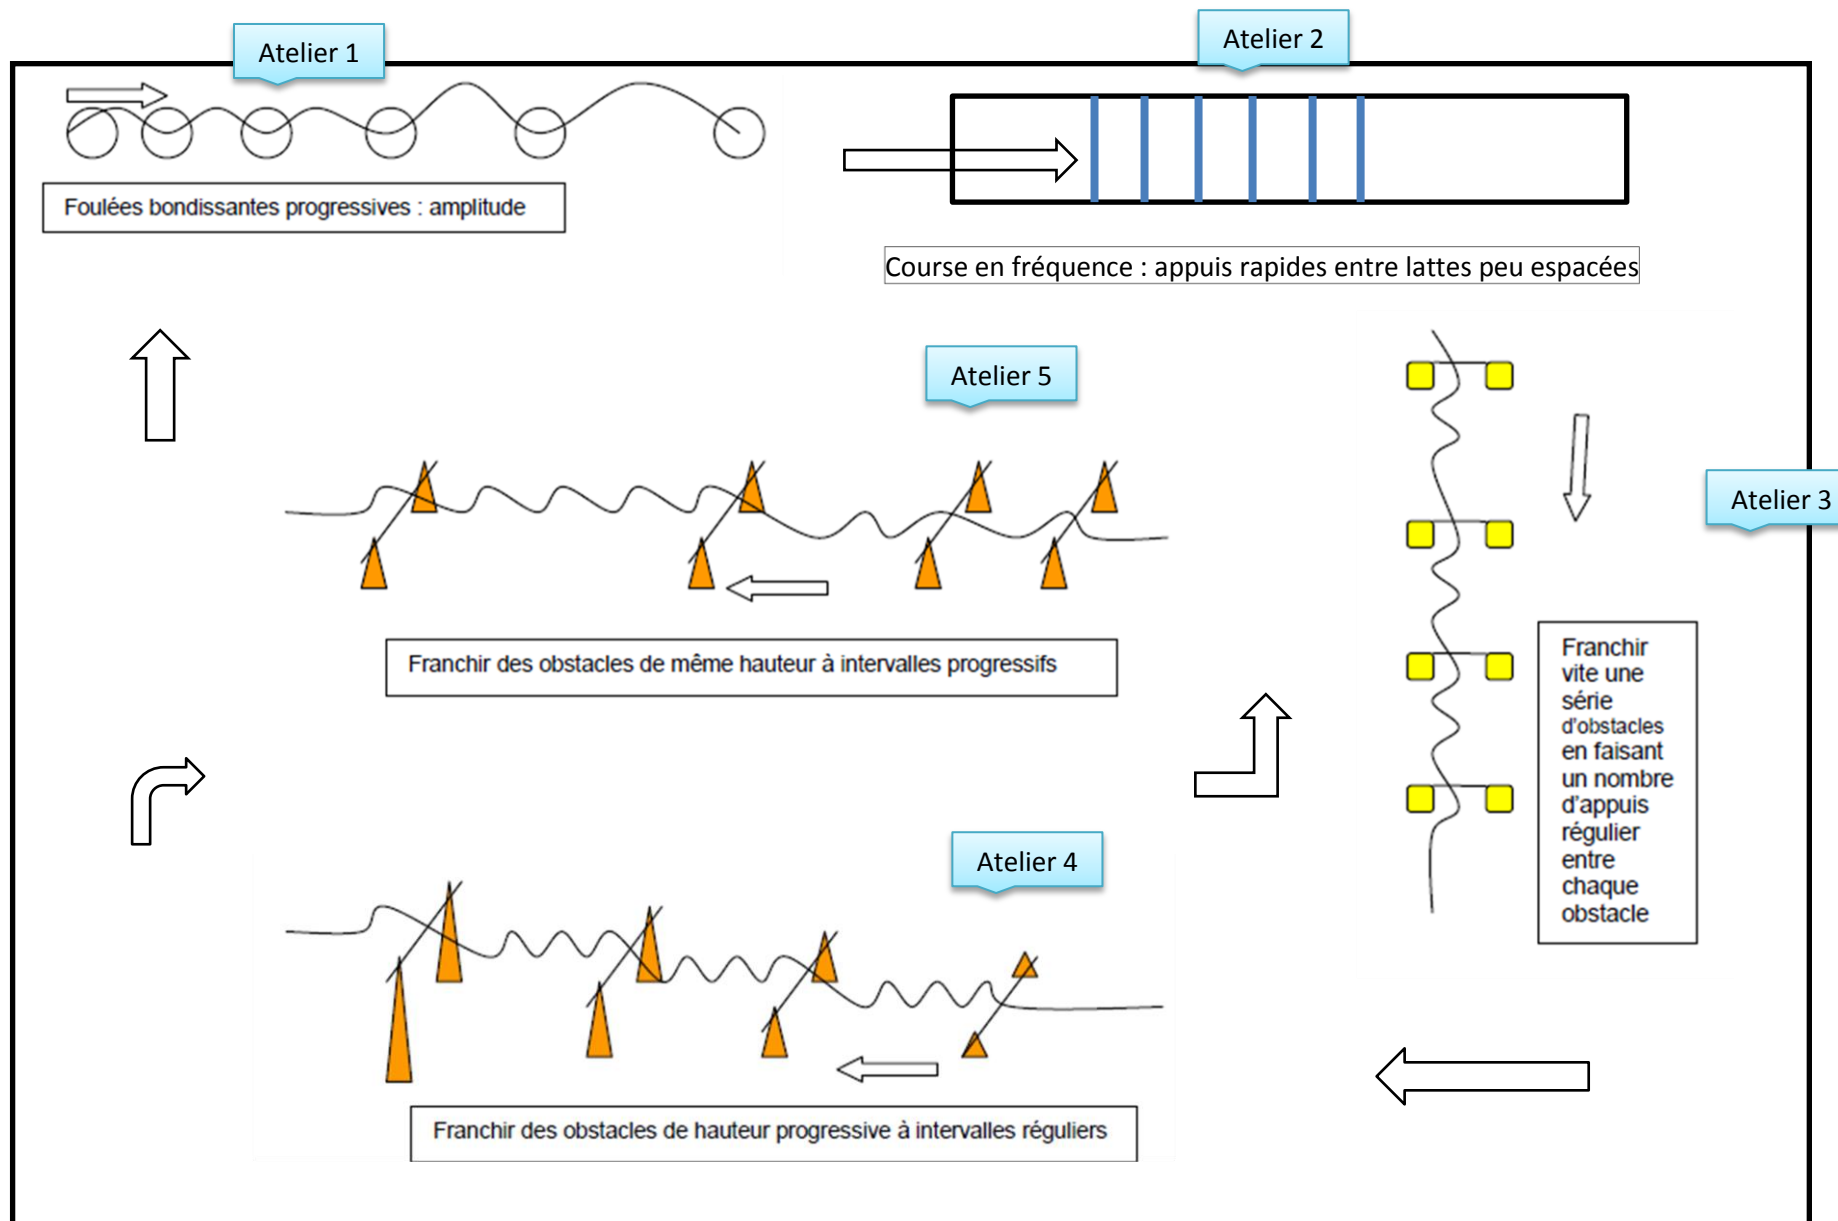 Atelier 1
Atelier 2
Foulées bondissantes progressives : amplitude
Course en fréquence : appuis rapides entre lattes peu espacées
Atelier 5
Atelier 3
Franchir des obstacles de même hauteur à intervalles progressifs
Franchir
vite une
série
d'obstacles
en faisant
un nombre
d'appuis
régulier
entre
chaque
obstacle
Atelier 4
Franchir des obstacles de hauteur progressive à intervalles réguliers